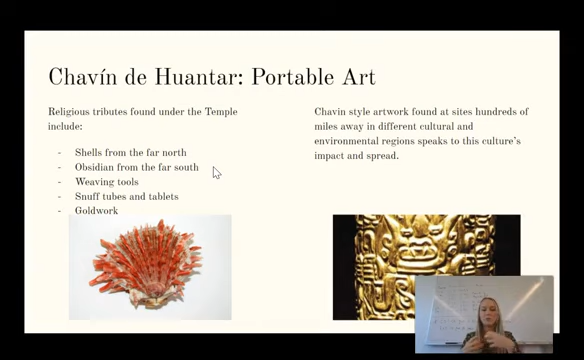 Chavín de Huantar: Portable Art
Religious tributes found under the Temple
include:
- Shells from the far north
- Obsidian from the far south
- Weaving tools
- Snuff tubes and tablets
- Goldwork
Chavin style artwork found at sites hundreds of
miles away in different cultural and
environmental regions speaks to this culture's
impact and spread.